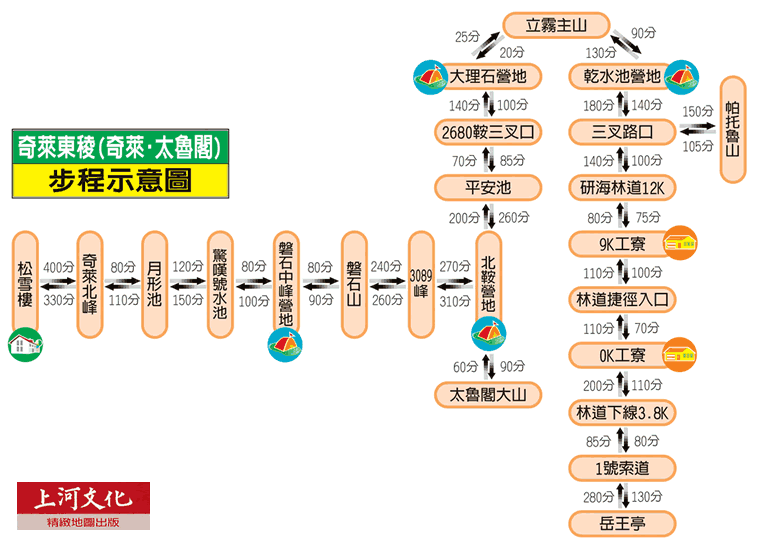 奇萊東稜(奇萊·太魯閣)
步程示意圖
松雪樓
400分
330分
奇萊北峰
80分
110分
月形池
120分
150分
驚嘆號水池
80分
100分
磐石中峰營地
80分
90分
磐石山
240分
260分
3089峰
270分
310分
北鞍營地
60分
90分
太魯閣大山
200分
260分
平安池
70分
85分
2680鞍三叉口
140分
100分
大理石營地
25分
20分
立霧主山
90分
130分
乾水池營地
180分
140分
三叉路口
150分
105分
帕托魯山
140分
100分
研海林道12K
80分
75分
9K工寮
110分
100分
林道捷徑入口
110分
70分
0K工寮
200分
110分
林道下線3.8K
85分
80分
1號索道
280分
130分
岳王亭
上河文化
精緻地圖出版